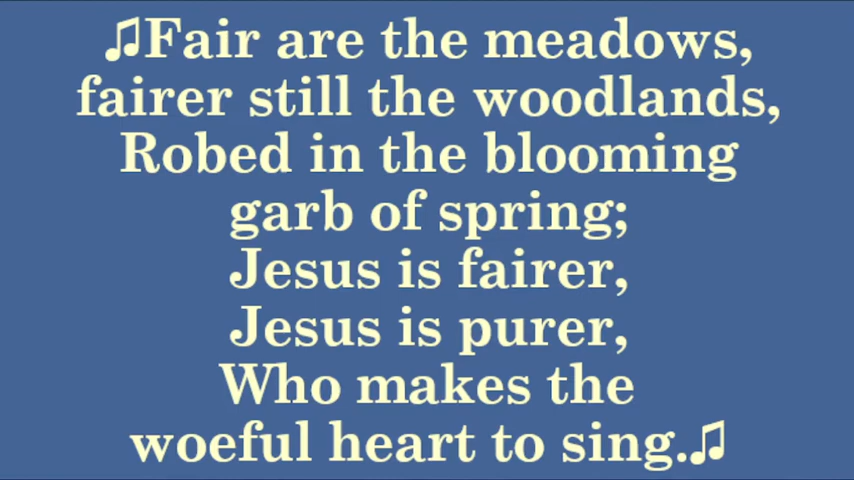 ♫Fair are the meadows,
fairer still the woodlands,
Robed in the blooming
garb of spring;
Jesus is fairer,
Jesus is purer,
Who makes the
woeful heart to sing.♫